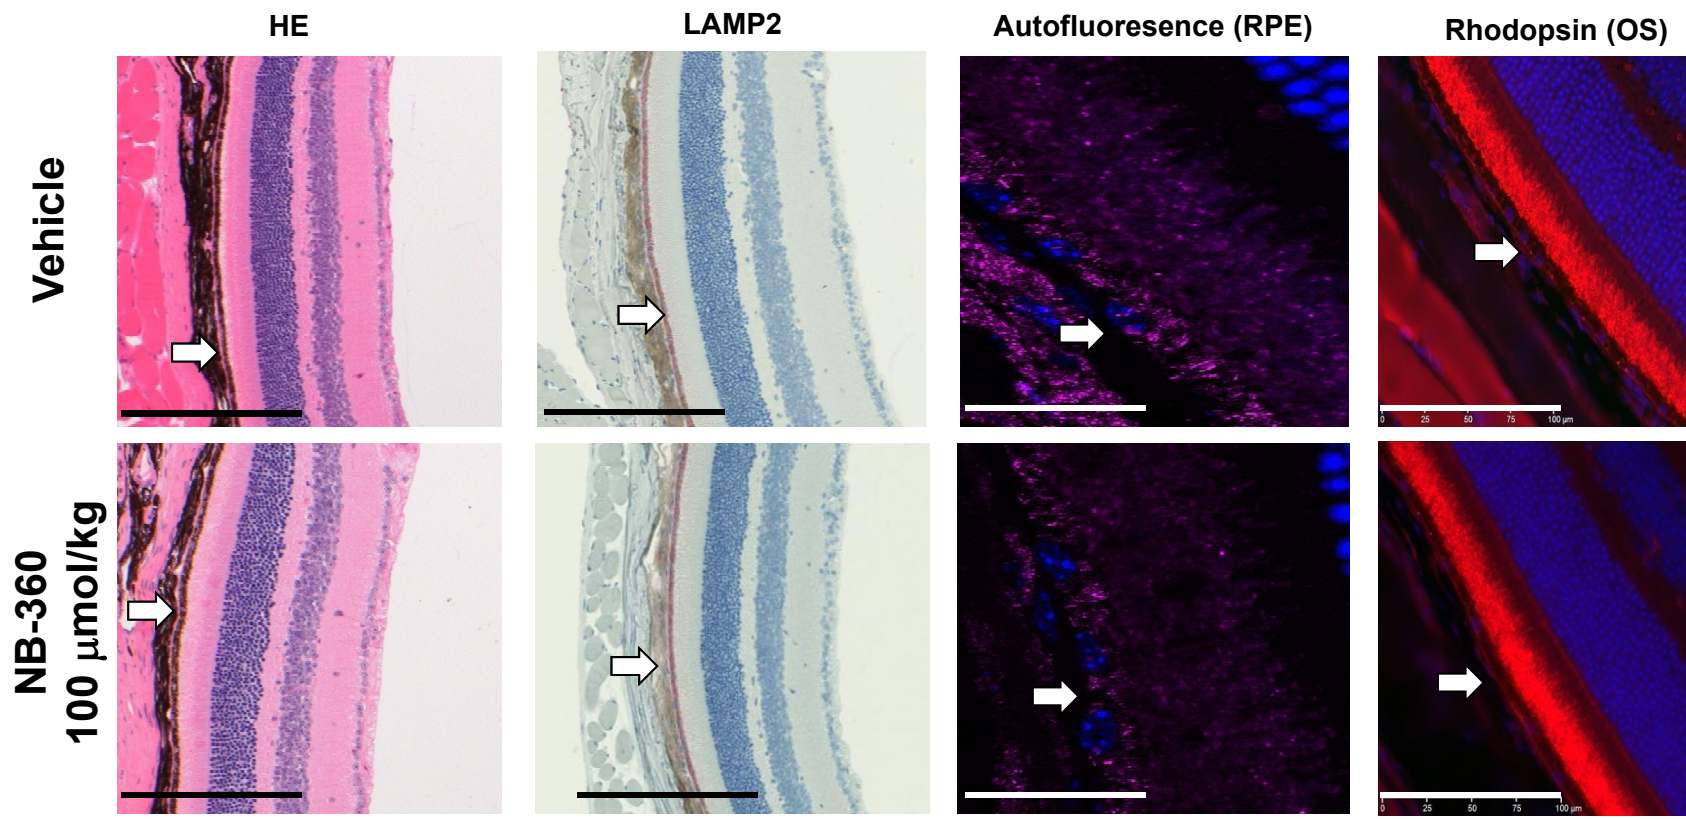 HE
LAMP2
Autofluoresence (RPE)
Rhodopsin (OS)
Vehicle
0 25 50 75 100 µm
NB-360
100 µmol/kg
0 25 50 75 100 µm